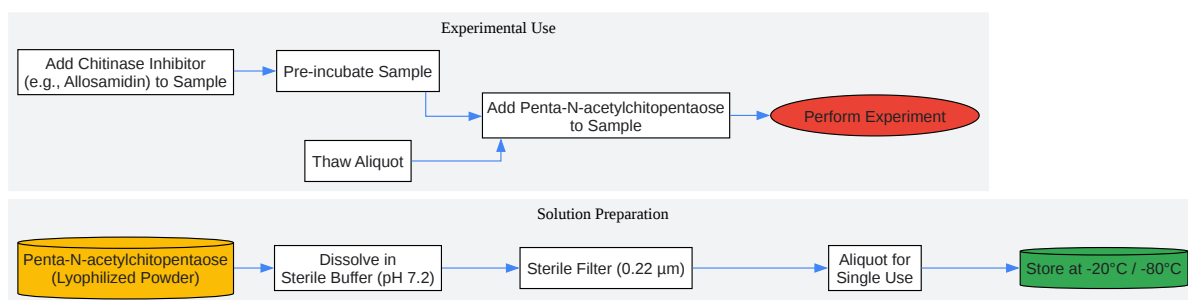 Experimental Use
Add Chitinase Inhibitor
(e.g., Allosamidin) to Sample
Pre-incubate Sample
Add Penta-N-acetylchitopentaose
to Sample
Perform Experiment
Thaw Aliquot
Solution Preparation
Penta-N-acetylchitopentaose
(Lyophilized Powder)
Dissolve in
Sterile Buffer (pH 7.2)
Sterile Filter (0.22 µm)
Aliquot for
Single Use
Store at -20°C / -80°C